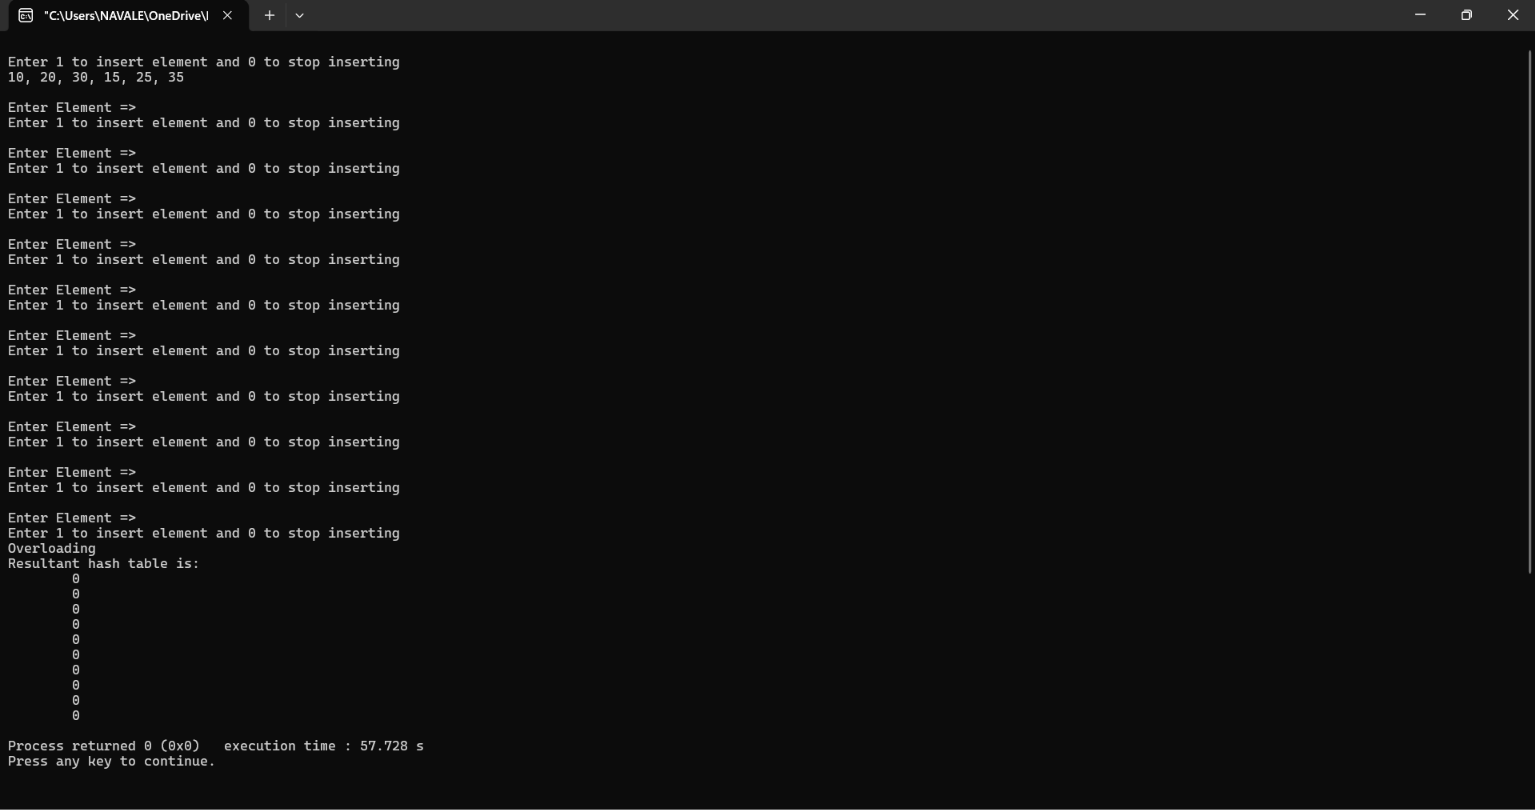 "C:\Users\NAVALE\OneDrive\
Enter 1 to insert element and 0 to stop inserting
10, 20, 30, 15, 25, 35
Enter Element =>
Enter 1 to insert element and 0 to stop inserting
Enter Element =>
Enter 1 to insert element and 0 to stop inserting
Enter Element =>
Enter 1 to insert element and 0 to stop inserting
Enter Element =>
Enter 1 to insert element and 0 to stop inserting
Enter Element =>
Enter 1 to insert element and 0 to stop inserting
Enter Element =>
Enter 1 to insert element and 0 to stop inserting
Enter Element =>
Enter 1 to insert element and 0 to stop inserting
Enter Element =>
Enter 1 to insert element and 0 to stop inserting
Enter Element =>
Enter 1 to insert element and 0 to stop inserting
Enter Element =>
Enter 1 to insert element and 0 to stop inserting
Overloading
Resultant hash table is:
0
0
0
0
0
0
0
0
0
0
Process returned 0 (0x0)   execution time : 57.728 s
Press any key to continue.